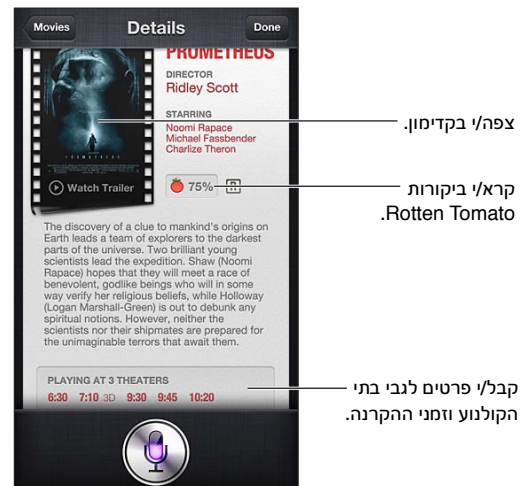 Movies
Details
Done
PROMETHEUS
DIRECTOR
Ridley Scott
STARRING
Noomi Rapace
Michael Fassbender
Charlize Theron
PROMETHEUS
Watch Trailer
75%
R
The discovery of a clue to mankind's origins on
Earth leads a team of explorers to the darkest
parts of the universe. Two brilliant young
scientists lead the expedition. Shaw (Noomi
Rapace) hopes that they will meet a race of
benevolent, godlike beings who will in some
way verify her religious beliefs, while Holloway
(Logan Marshall-Green) is out to debunk any
spiritual notions. However, neither the
scientists nor their shipmates are prepared for
the unimaginable terrors that await them.
PLAYING AT 3 THEATERS
6:30 7:10 3D 9:30 9:45 10:20
צפה/י בקדימון.
קרא/י ביקורות
Rotten Tomato.
קבל/י פרטים לגבי בתי
הקולנוע וזמני ההקרנה.